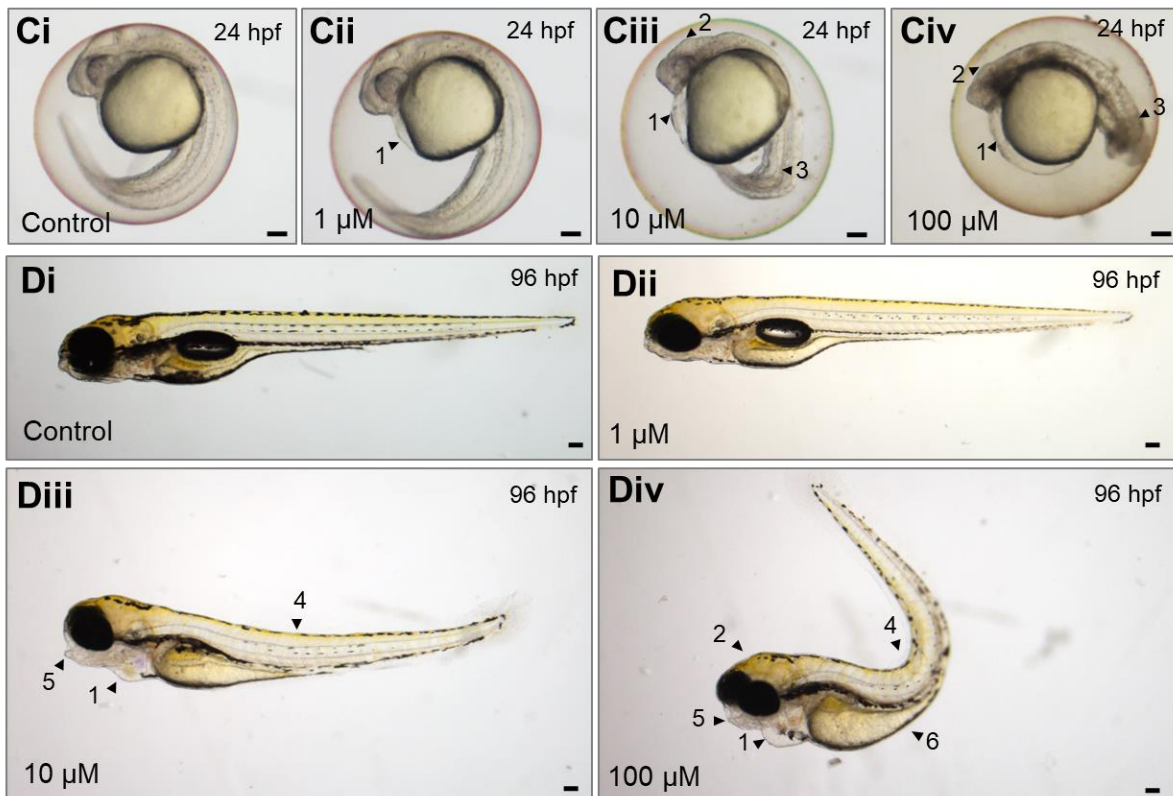 Ci 24 hpf
1
Control
Cii 24 hpf
1
1 µM
Ciii 24 hpf
2
1
3
10 µM
Civ 24 hpf
2
3
1
100 µM
Di 96 hpf
Control
Dii 96 hpf
1 µM
Diii 96 hpf
4
5
1
10 µM
Div 96 hpf
2
4
5
1
6
100 µM